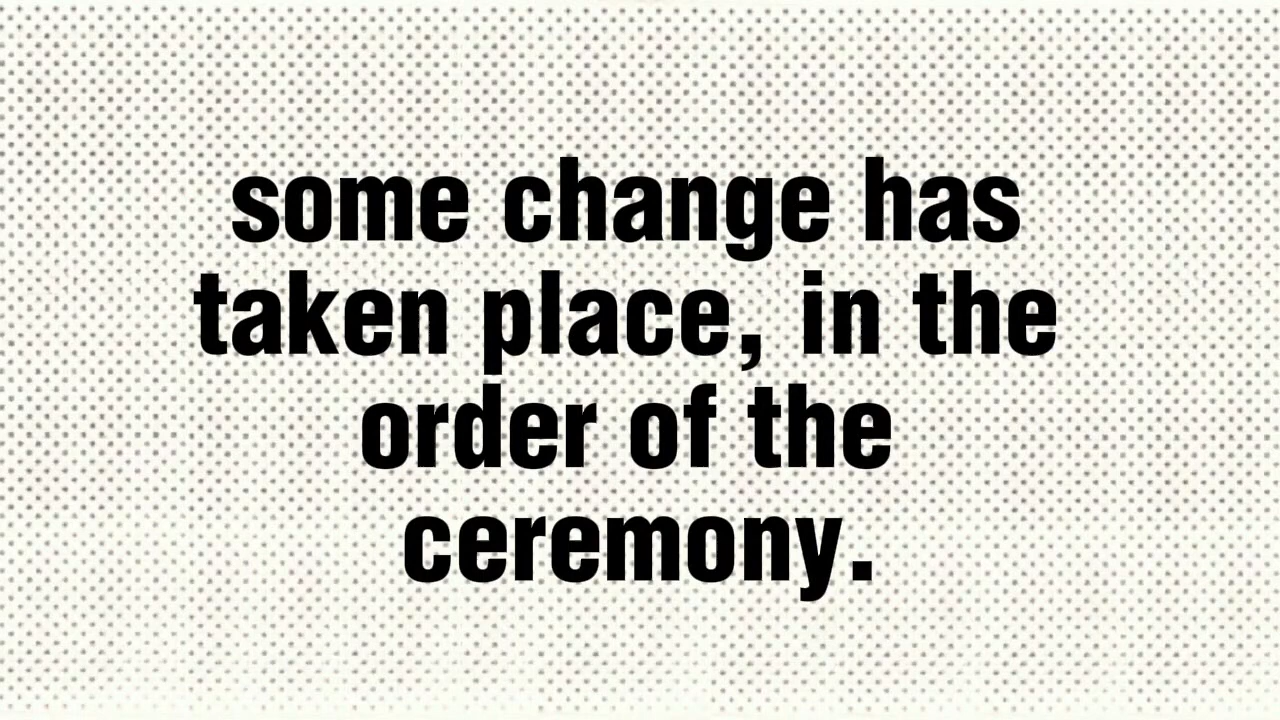 some change has
taken place, in the
order of the
ceremony.